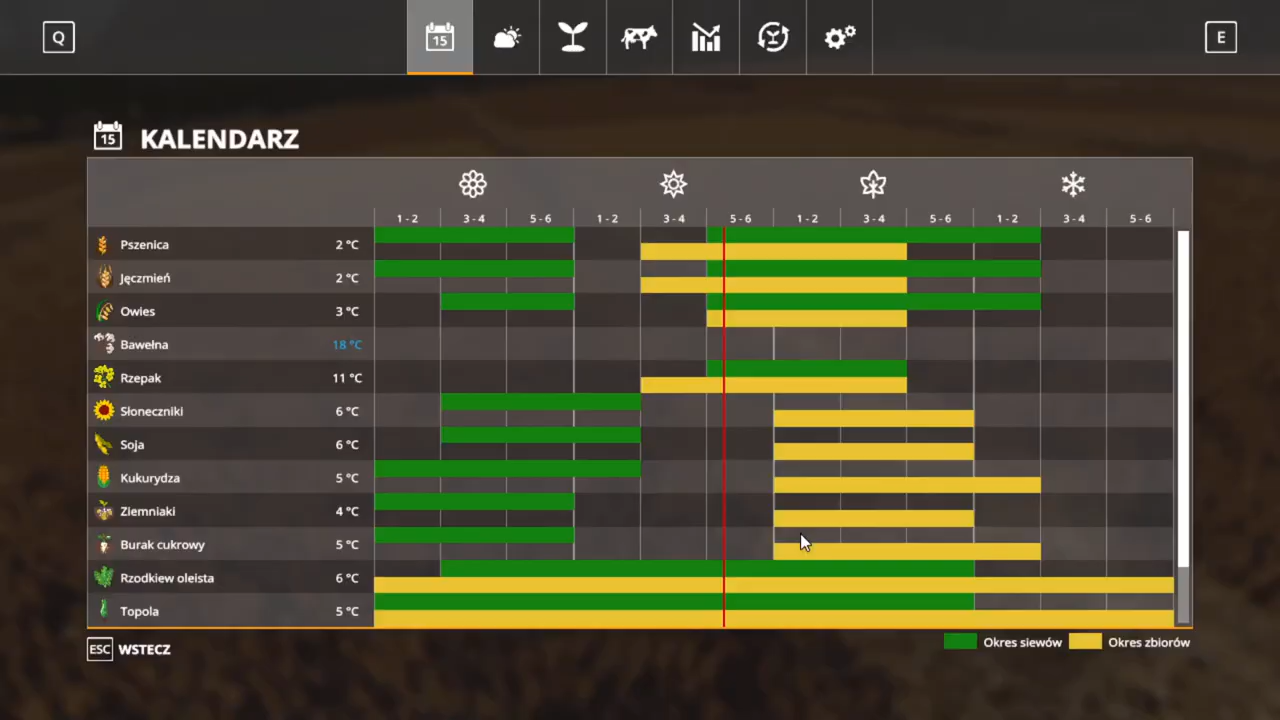 Q
15
E
15 KALENDARZ
1 - 2 3 - 4 5 - 6 1 - 2 3 - 4 5 - 6 1 - 2 3 - 4 5 - 6 1 - 2 3 - 4 5 - 6
Pszenica 2 °C
Jęczmień 2 °C
Owies 3 °C
Bawełna 18 °C
Rzepak 11 °C
Słoneczniki 6 °C
Soja 6 °C
Kukurydza 5 °C
Ziemniaki 4 °C
Burak cukrowy 5 °C
Rzodkiew oleista 6 °C
Topola 5 °C
ESC WSTECZ
Okres siewów Okres zbiorów